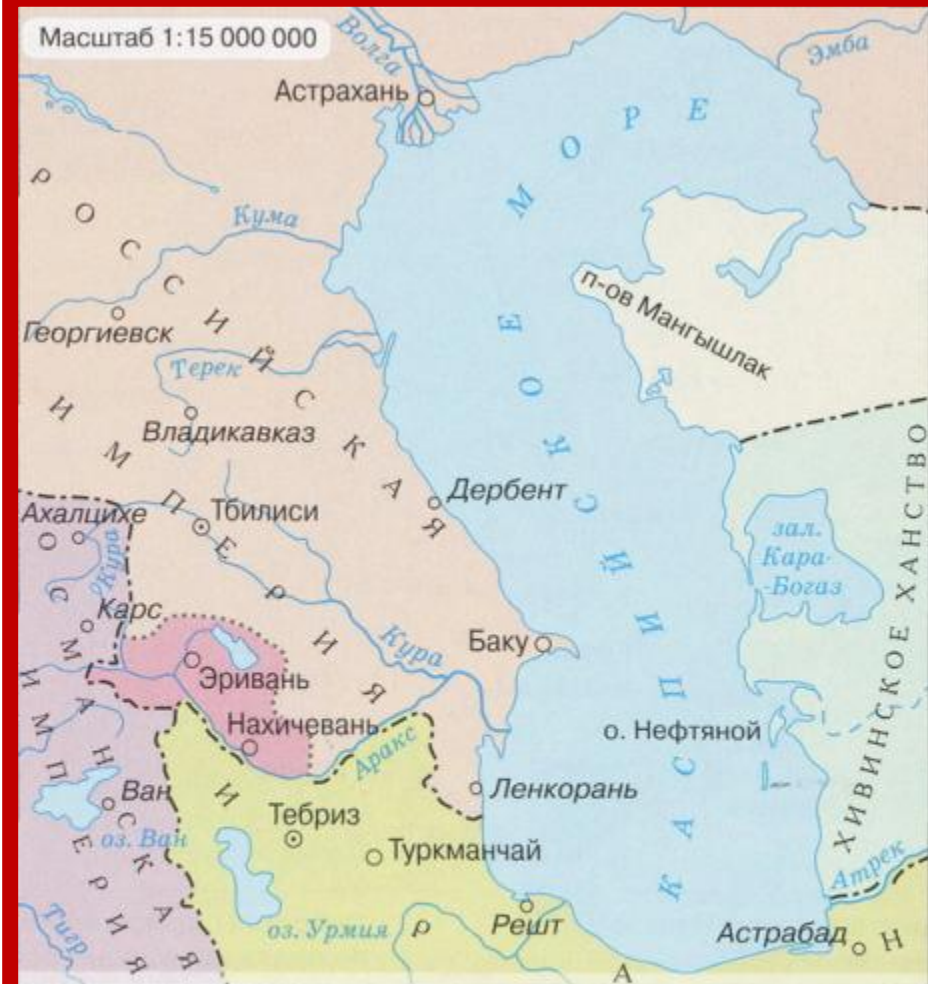 Масштаб 1:15 000 000
Волга
Эмба
Астрахань
КАСПИЙСКОЕ МОРЕ
РОССИЙСКАЯ
ИМПЕРИЯ
Кума
п-ов Мангышлак
Георгиевск
Терек
Владикавказ
Дербент
Ахалцихе
Тбилиси
Кура
зал.
Кара-
-Богаз
ХИВИНСКОЕ ХАНСТВО
Карс
ОСМАНСКАЯ
ИМПЕРИЯ
Кура
Баку
Эривань
Нахичевань
о. Нефтяной
Аракс
Ван
оз. Ван
Ленкорань
Тебриз
Туркманчай
Атрек
Тигр
оз. Урмия
Решт
Астрабад
ИРАН